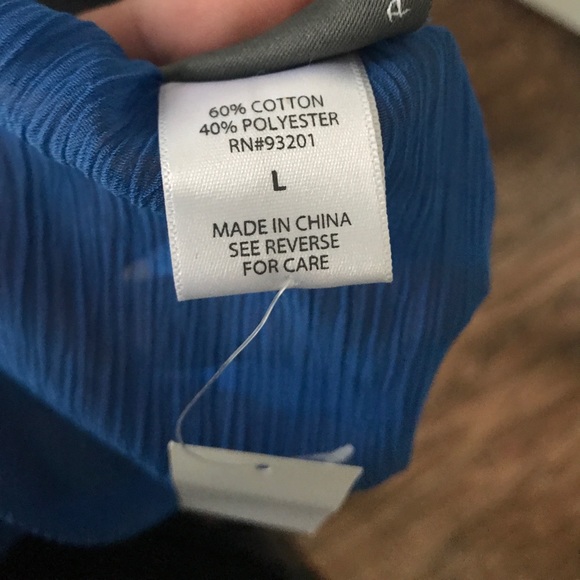 60% COTTON
40% POLYESTER
RN#93201
L
MADE IN CHINA
SEE REVERSE
FOR CARE